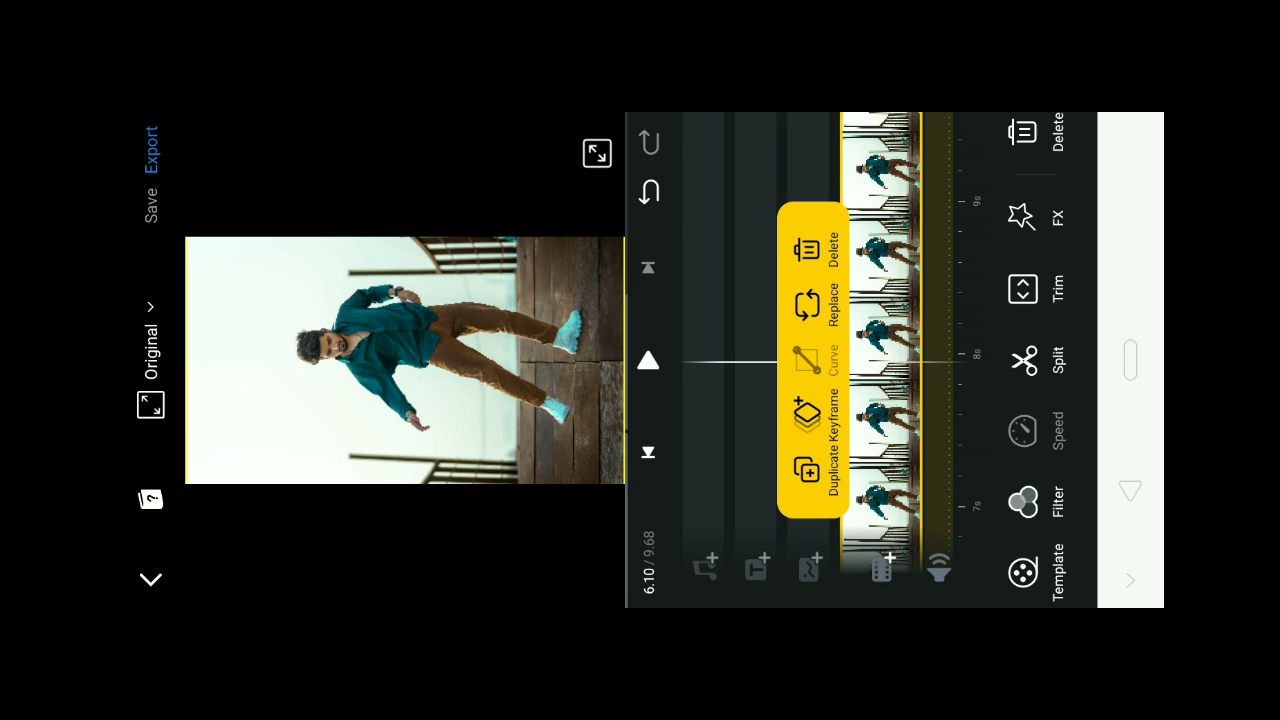 Original
Save
Export
6.10 / 9.68
Duplicate
Keyframe
Curve
Replace
Delete
7s
8s
9s
Template
Filter
Speed
Split
Trim
FX
Delete